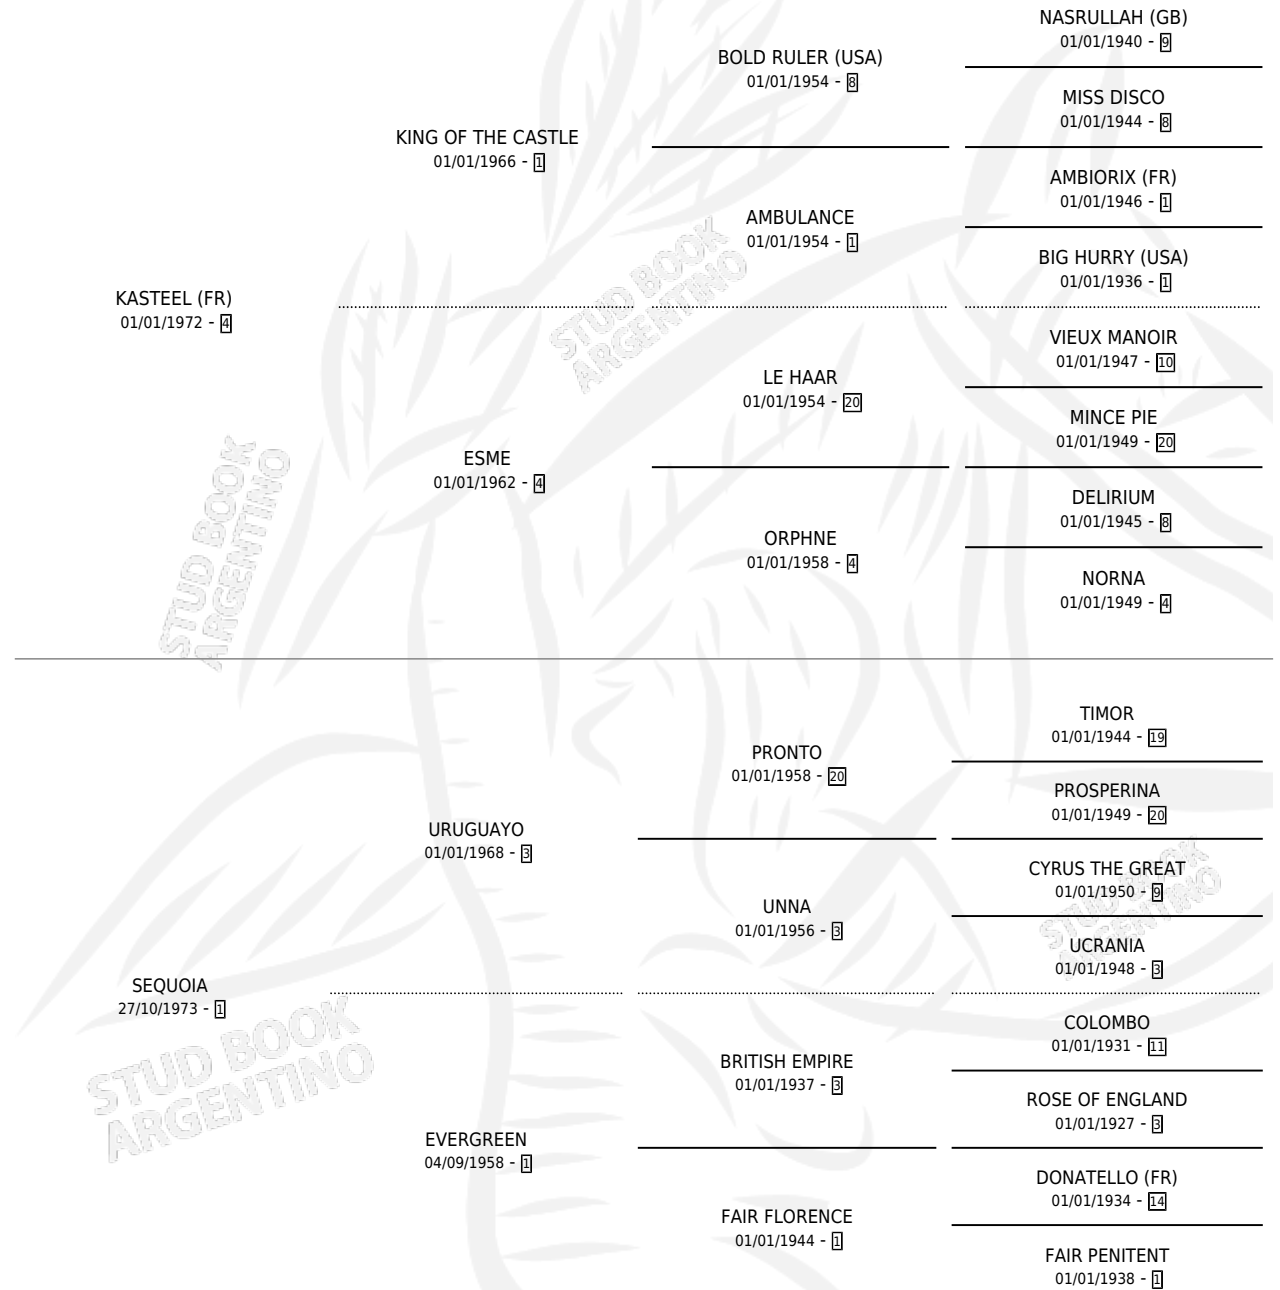 NASRULLAH (GB)
01/01/1940 - 9
BOLD RULER (USA)
01/01/1954 - 8
MISS DISCO
01/01/1944 - 8
KING OF THE CASTLE
01/01/1966 - 1
AMBIORIX (FR)
01/01/1946 - 1
AMBULANCE
01/01/1954 - 1
BIG HURRY (USA)
01/01/1936 - 1
KASTEEL (FR)
01/01/1972 - 4
VIEUX MANOIR
01/01/1947 - 10
LE HAAR
01/01/1954 - 20
MINCE PIE
01/01/1949 - 20
ESME
01/01/1962 - 4
DELIRIUM
01/01/1945 - 8
ORPHNE
01/01/1958 - 4
NORNA
01/01/1949 - 4
STUD BOOK
ARGENTINO
STUD BOOK
ARGENTINO
TIMOR
01/01/1944 - 19
PRONTO
01/01/1958 - 20
PROSPERINA
01/01/1949 - 20
URUGUAYO
01/01/1968 - 3
CYRUS THE GREAT
01/01/1950 - 9
UNNA
01/01/1956 - 3
UCRANIA
01/01/1948 - 3
STUD BOOK
ARGENTINO
SEQUOIA
27/10/1973 - 1
COLOMBO
01/01/1931 - 11
BRITISH EMPIRE
01/01/1937 - 3
ROSE OF ENGLAND
01/01/1927 - 3
EVERGREEN
04/09/1958 - 1
DONATELLO (FR)
01/01/1934 - 14
FAIR FLORENCE
01/01/1944 - 1
FAIR PENITENT
01/01/1938 - 1
STUD BOOK
ARGENTINO